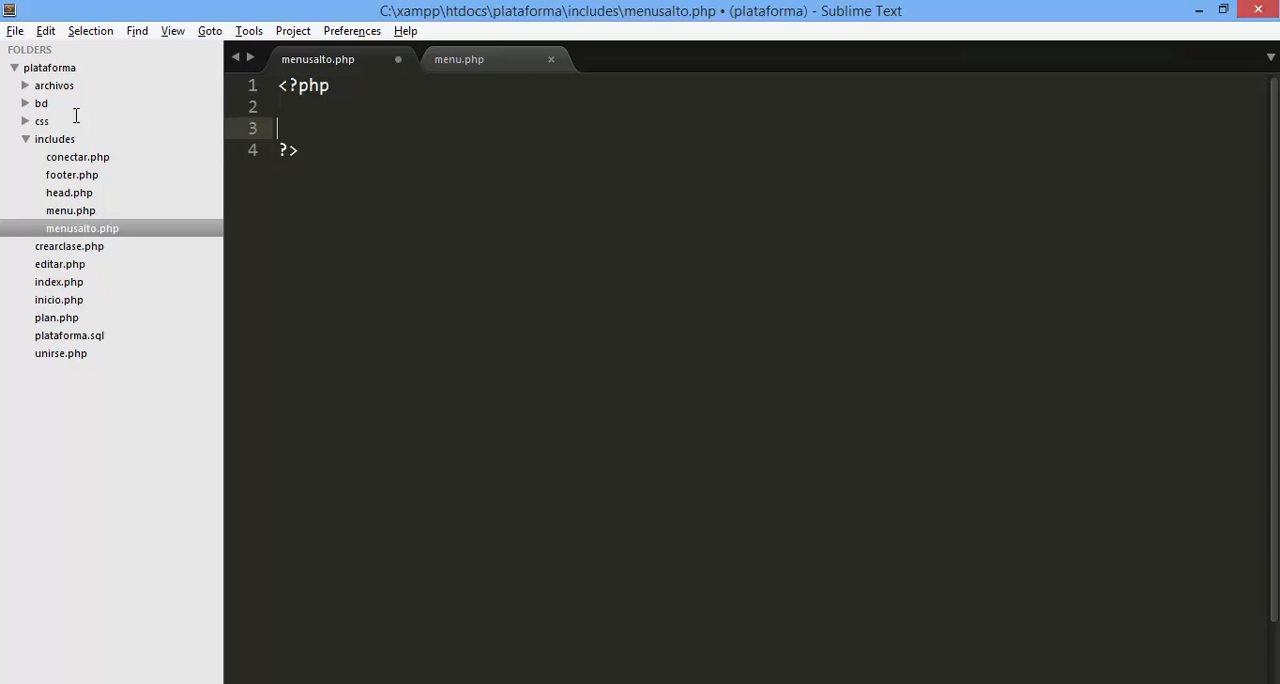 C:\xampp\htdocs\plataforma\includes\menusalto.php • (plataforma) - Sublime Text
File Edit Selection Find View Goto Tools Project Preferences Help
FOLDERS
plataforma
archivos
bd
css
includes
conectar.php
footer.php
head.php
menu.php
menusalto.php
crearclase.php
editar.php
index.php
inicio.php
plan.php
plataforma.sql
unirse.php
menusalto.php menu.php
1 <?php
2
3
4 ?>